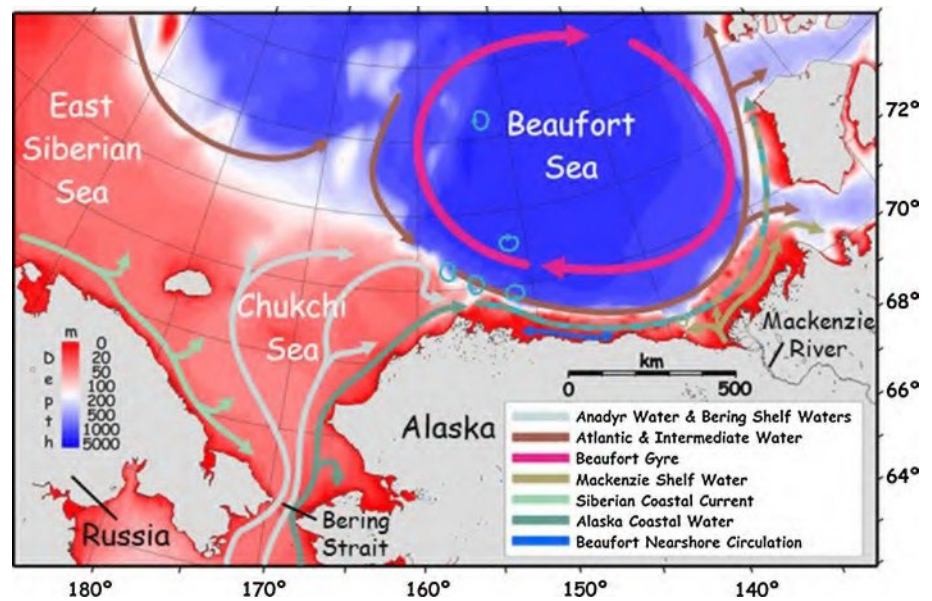 East
Siberian
Sea
Beaufort
Sea
72°
70°
68°
66°
64°
Chukchi
Sea
Mackenzie
River
km
0 500
Alaska
Russia
Bering
Strait
m
Depth
0
20
50
100
200
500
1000
5000
Anadyr Water & Bering Shelf Waters
Atlantic & Intermediate Water
Beaufort Gyre
Mackenzie Shelf Water
Siberian Coastal Current
Alaska Coastal Water
Beaufort Nearshore Circulation
180° 170° 160° 150° 140°